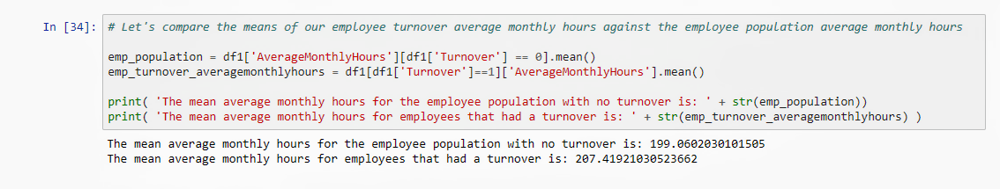 In [34]: # Let's compare the means of our employee turnover average monthly hours against the employee population average monthly hours
emp_population = df1['AverageMonthlyHours'][df1['Turnover'] == 0].mean()
emp_turnover_averagemonthlyhours = df1[df1['Turnover']==1]['AverageMonthlyHours'].mean()
print( 'The mean average monthly hours for the employee population with no turnover is: ' + str(emp_population))
print( 'The mean average monthly hours for employees that had a turnover is: ' + str(emp_turnover_averagemonthlyhours) )
The mean average monthly hours for the employee population with no turnover is: 199.0602030101505
The mean average monthly hours for employees that had a turnover is: 207.41921030523662